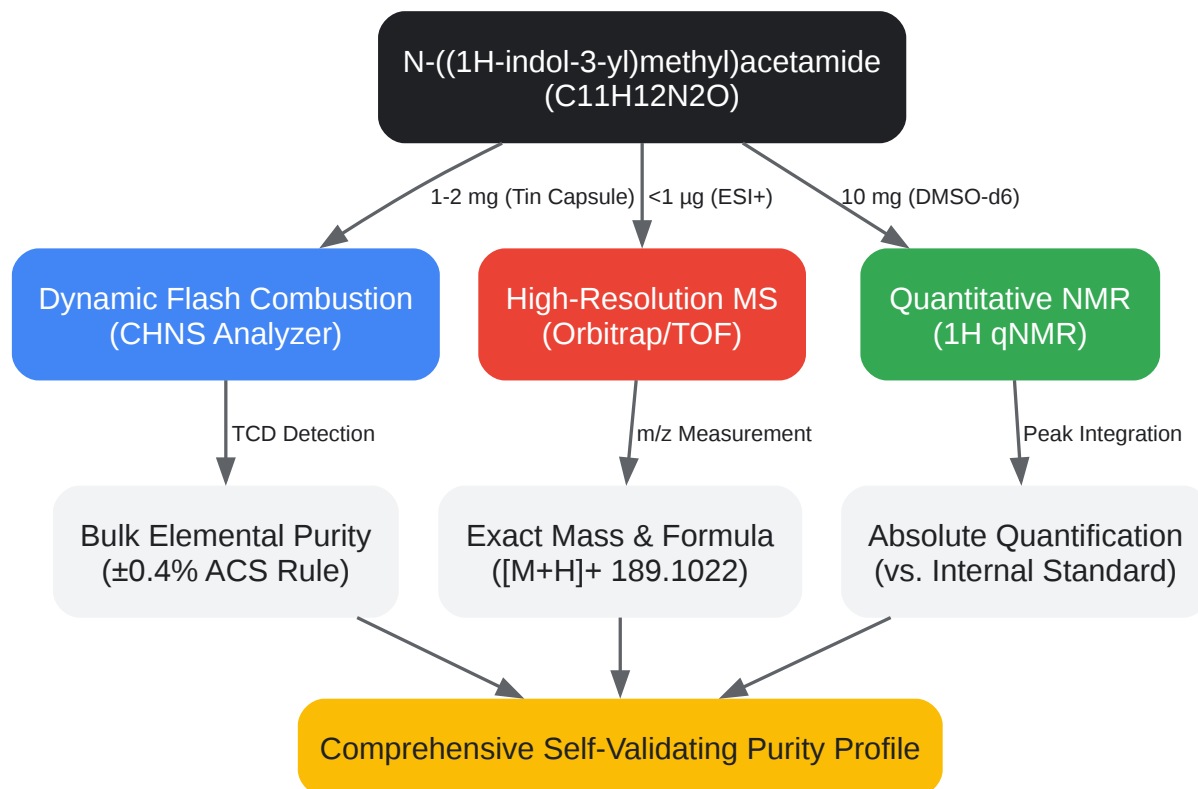 N-((1H-indol-3-yl)methyl)acetamide
(C11H12N2O)
1-2 mg (Tin Capsule)
<1 µg (ESI+)
10 mg (DMSO-d6)
Dynamic Flash Combustion
(CHNS Analyzer)
High-Resolution MS
(Orbitrap/TOF)
Quantitative NMR
(1H qNMR)
TCD Detection
m/z Measurement
Peak Integration
Bulk Elemental Purity
(±0.4% ACS Rule)
Exact Mass & Formula
([M+H]+ 189.1022)
Absolute Quantification
(vs. Internal Standard)
Comprehensive Self-Validating Purity Profile